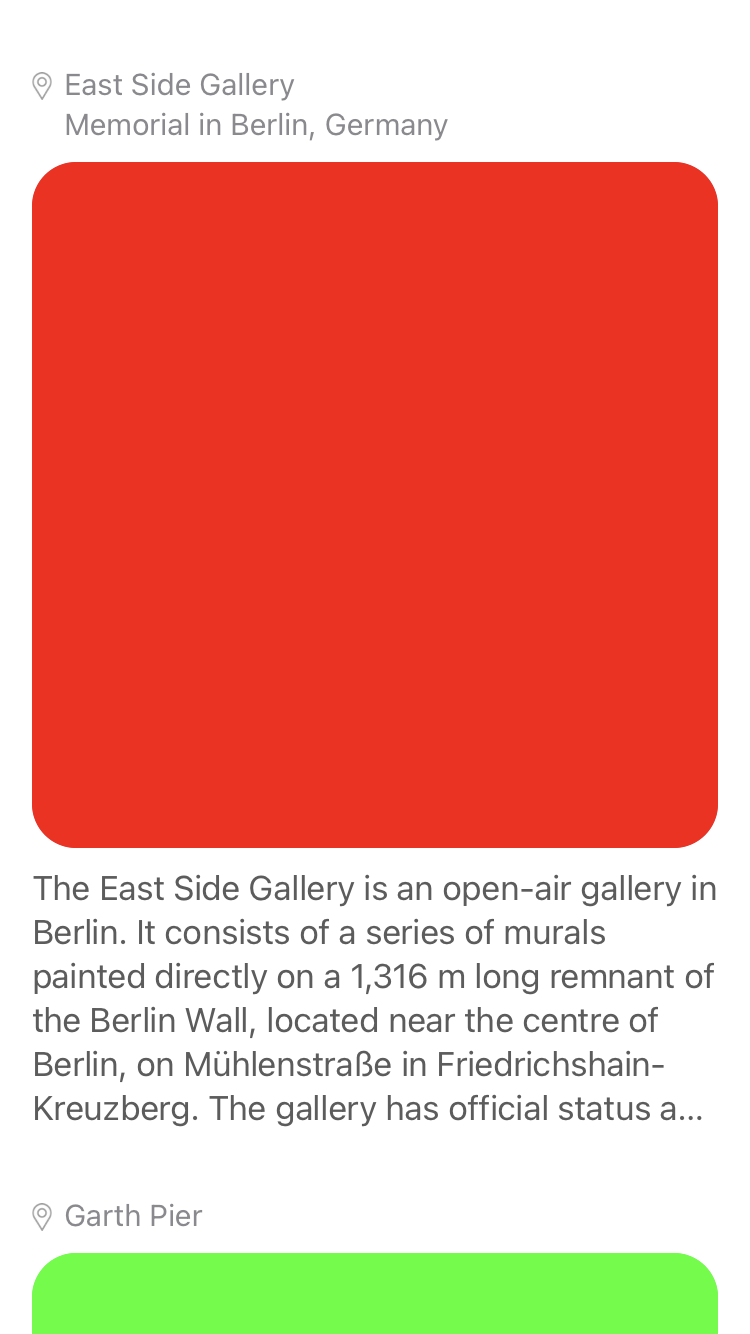 East Side Gallery
Memorial in Berlin, Germany
The East Side Gallery is an open-air gallery in
Berlin. It consists of a series of murals
painted directly on a 1,316 m long remnant of
the Berlin Wall, located near the centre of
Berlin, on Mühlenstraße in Friedrichshain-
Kreuzberg. The gallery has official status a...
Garth Pier